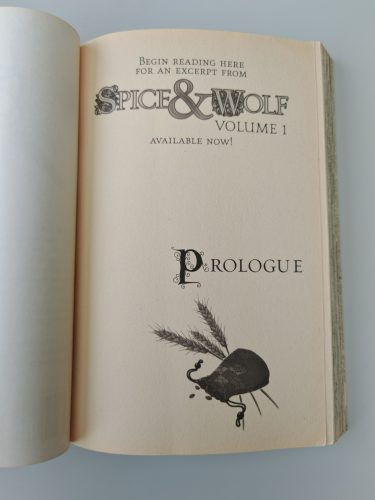 BEGIN READING HERE
FOR AN EXCERPT FROM
SPICE & WOLF
VOLUME 1
AVAILABLE NOW!
PROLOGUE